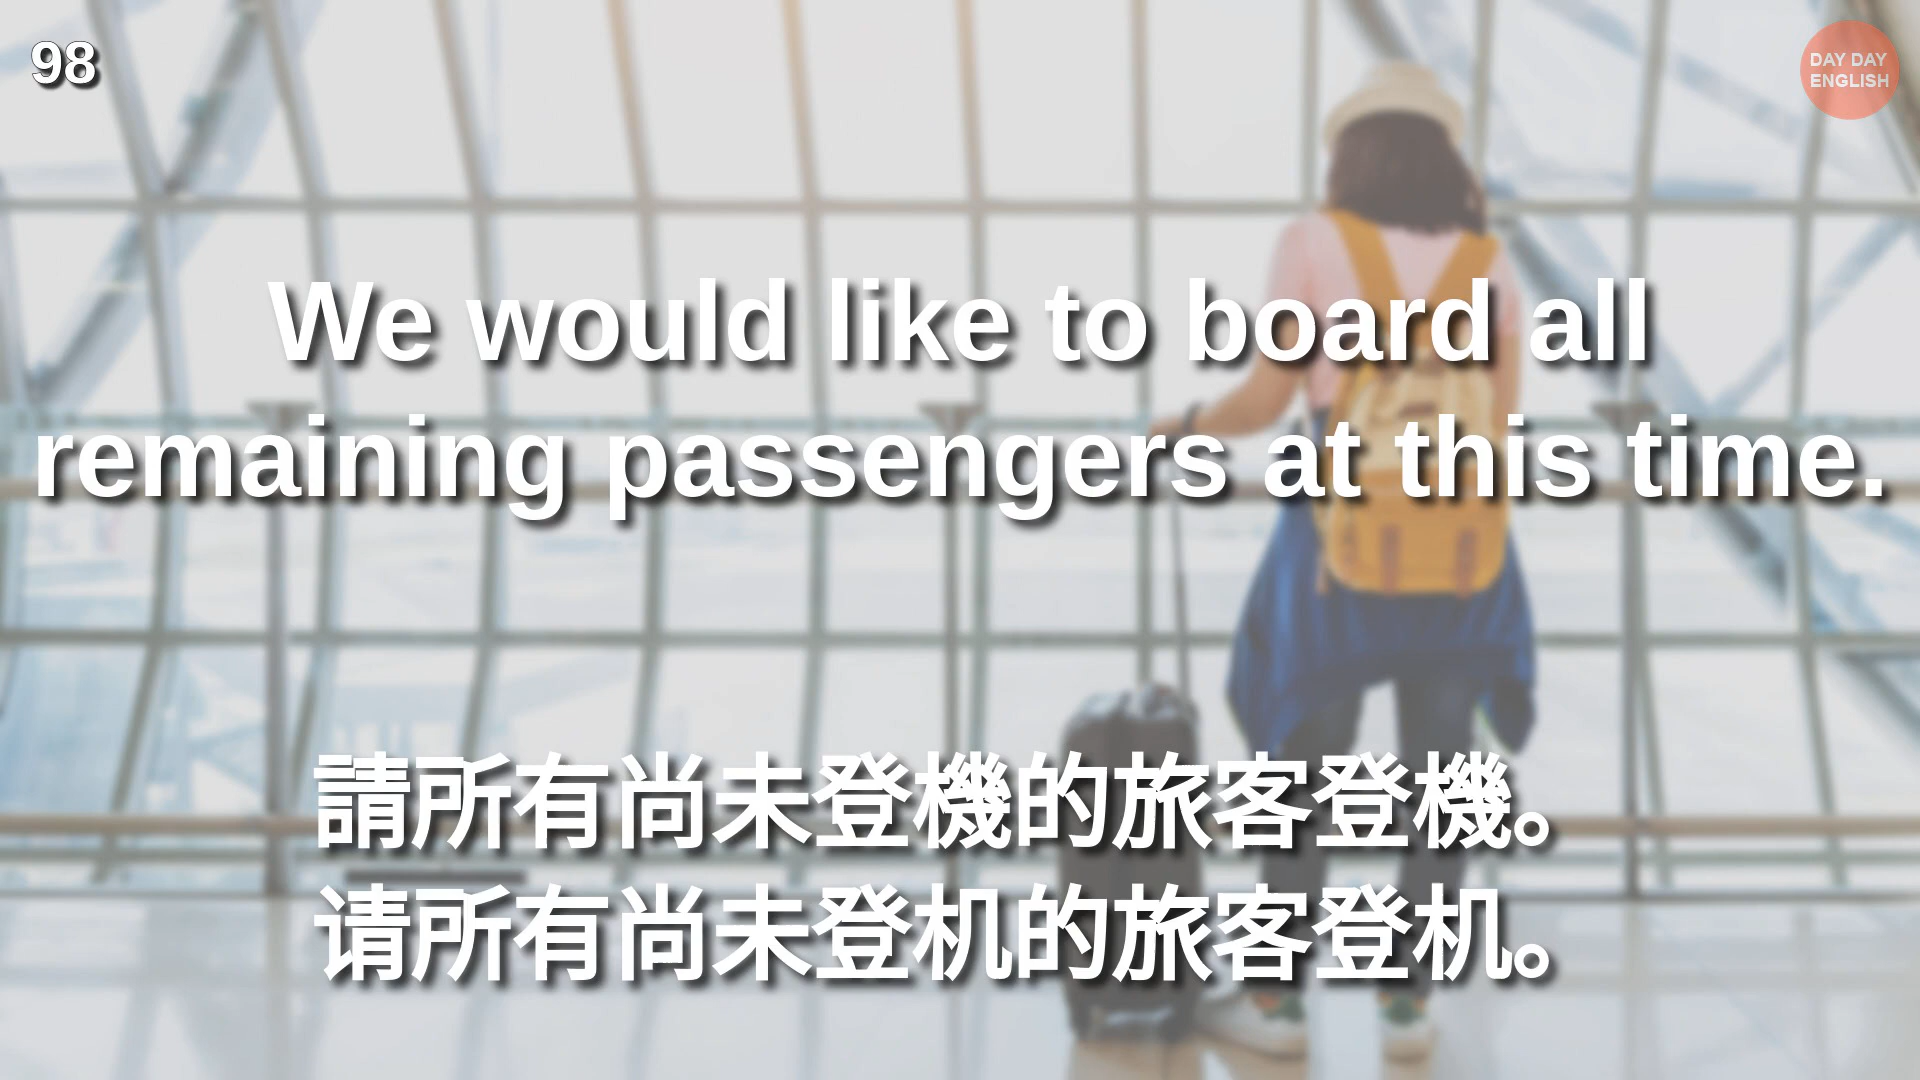 98
DAY DAY
ENGLISH
We would like to board all
remaining passengers at this time.
請所有尚未登機的旅客登機。
请所有尚未登机的旅客登机。